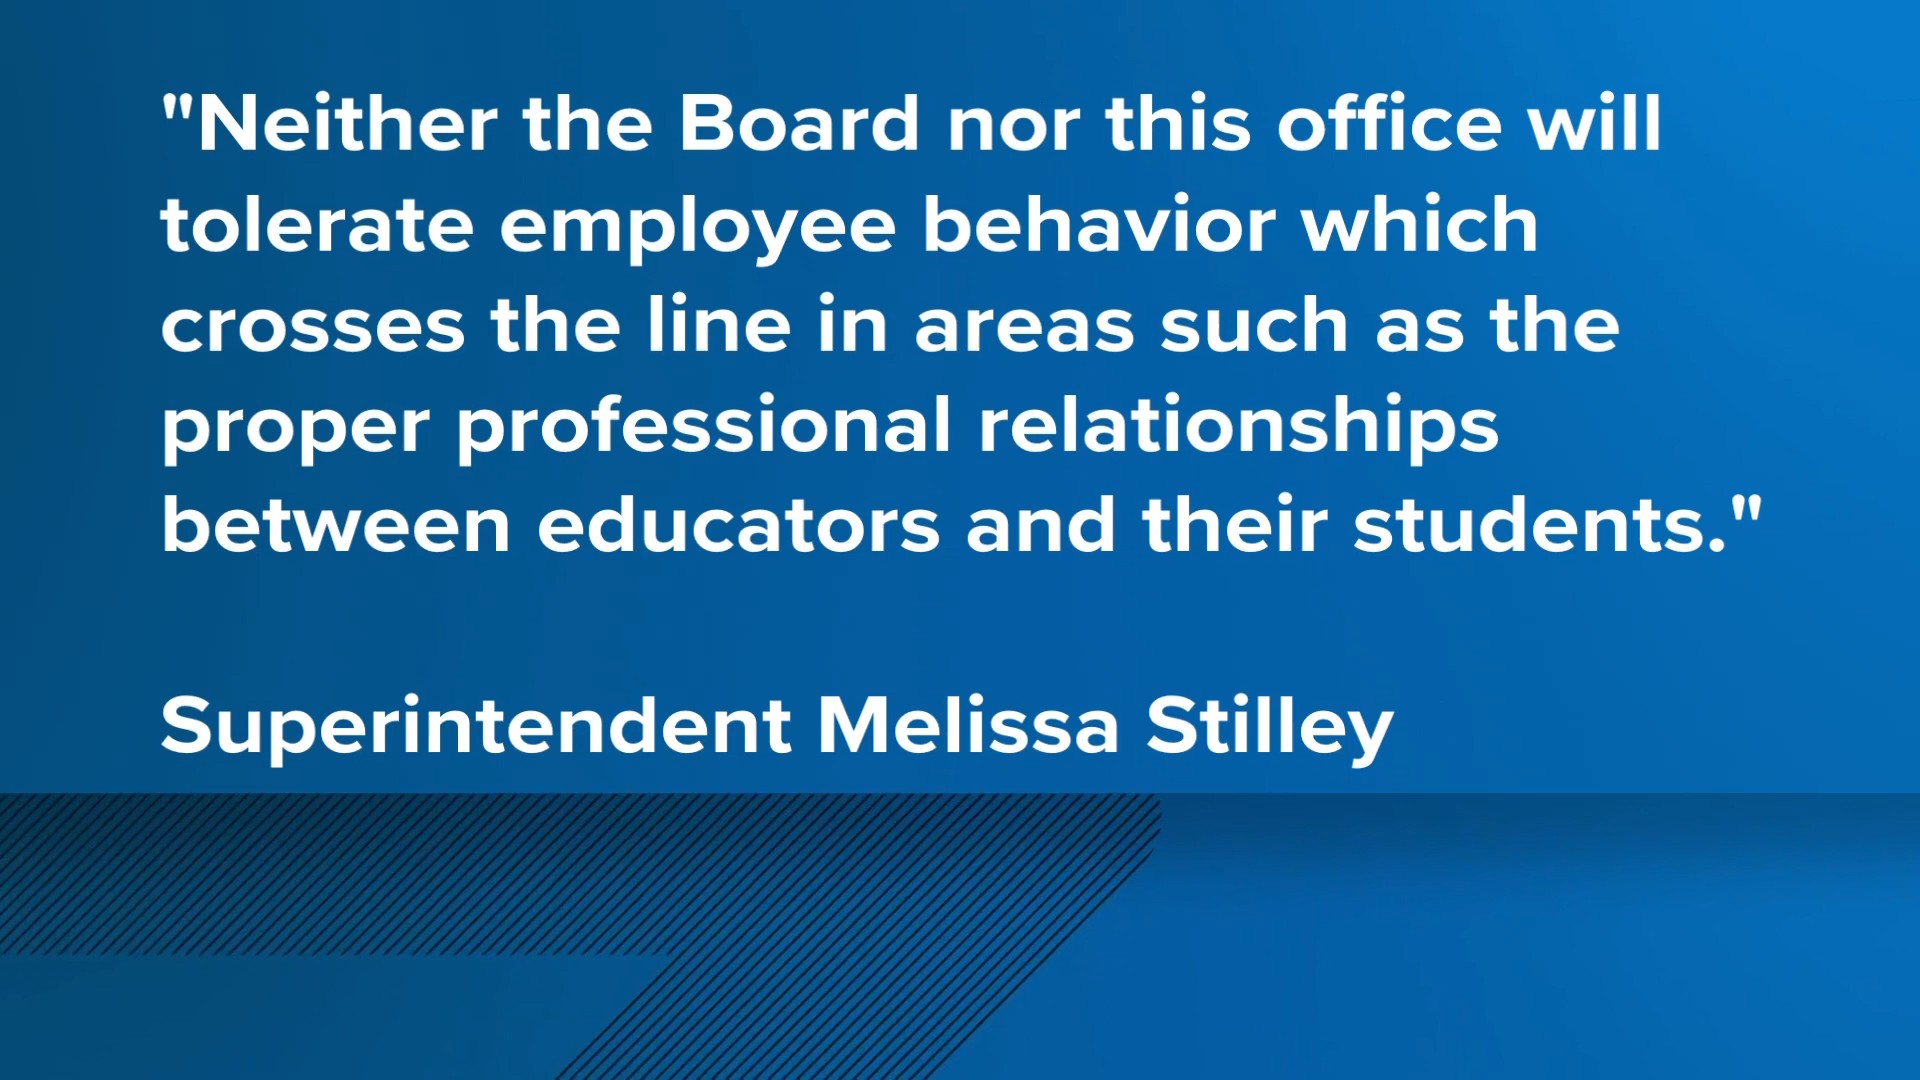 "Neither the Board nor this office will
tolerate employee behavior which
crosses the line in areas such as the
proper professional relationships
between educators and their students."
Superintendent Melissa Stilley